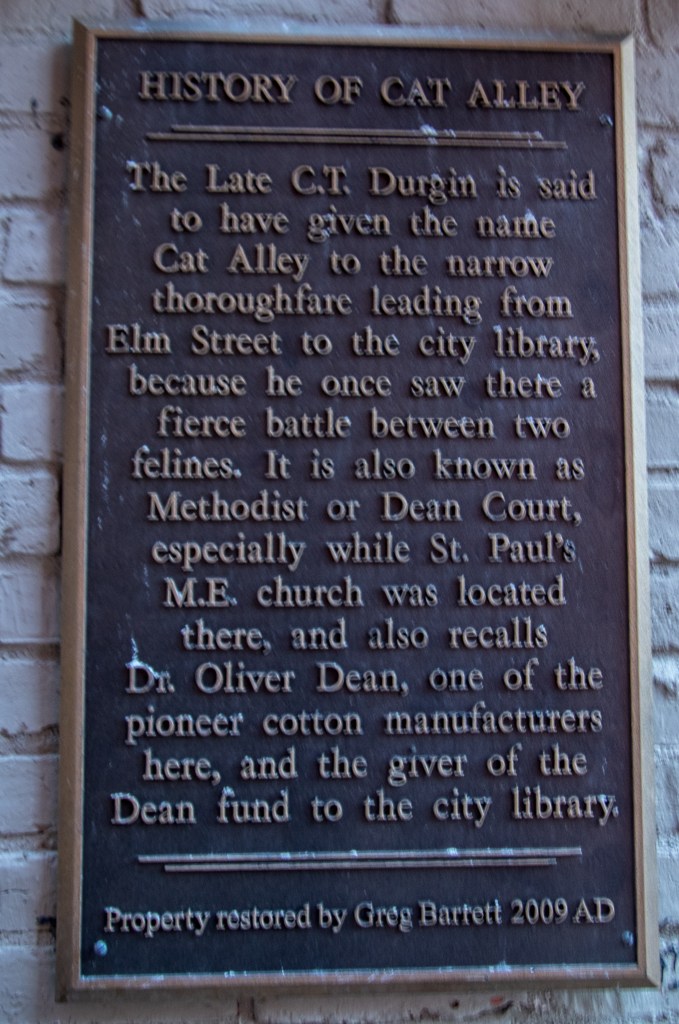 HISTORY OF CAT ALLEY
The Late C.T. Durgin is said
to have given the name
Cat Alley to the narrow
thoroughfare leading from
Elm Street to the city library,
because he once saw there a
fierce battle between two
felines. It is also known as
Methodist or Dean Court,
especially while St. Paul's
M.E. church was located
there, and also recalls
Dr. Oliver Dean, one of the
pioneer cotton manufacturers
here, and the giver of the
Dean fund to the city library.
Property restored by Greg Barrett 2009 AD